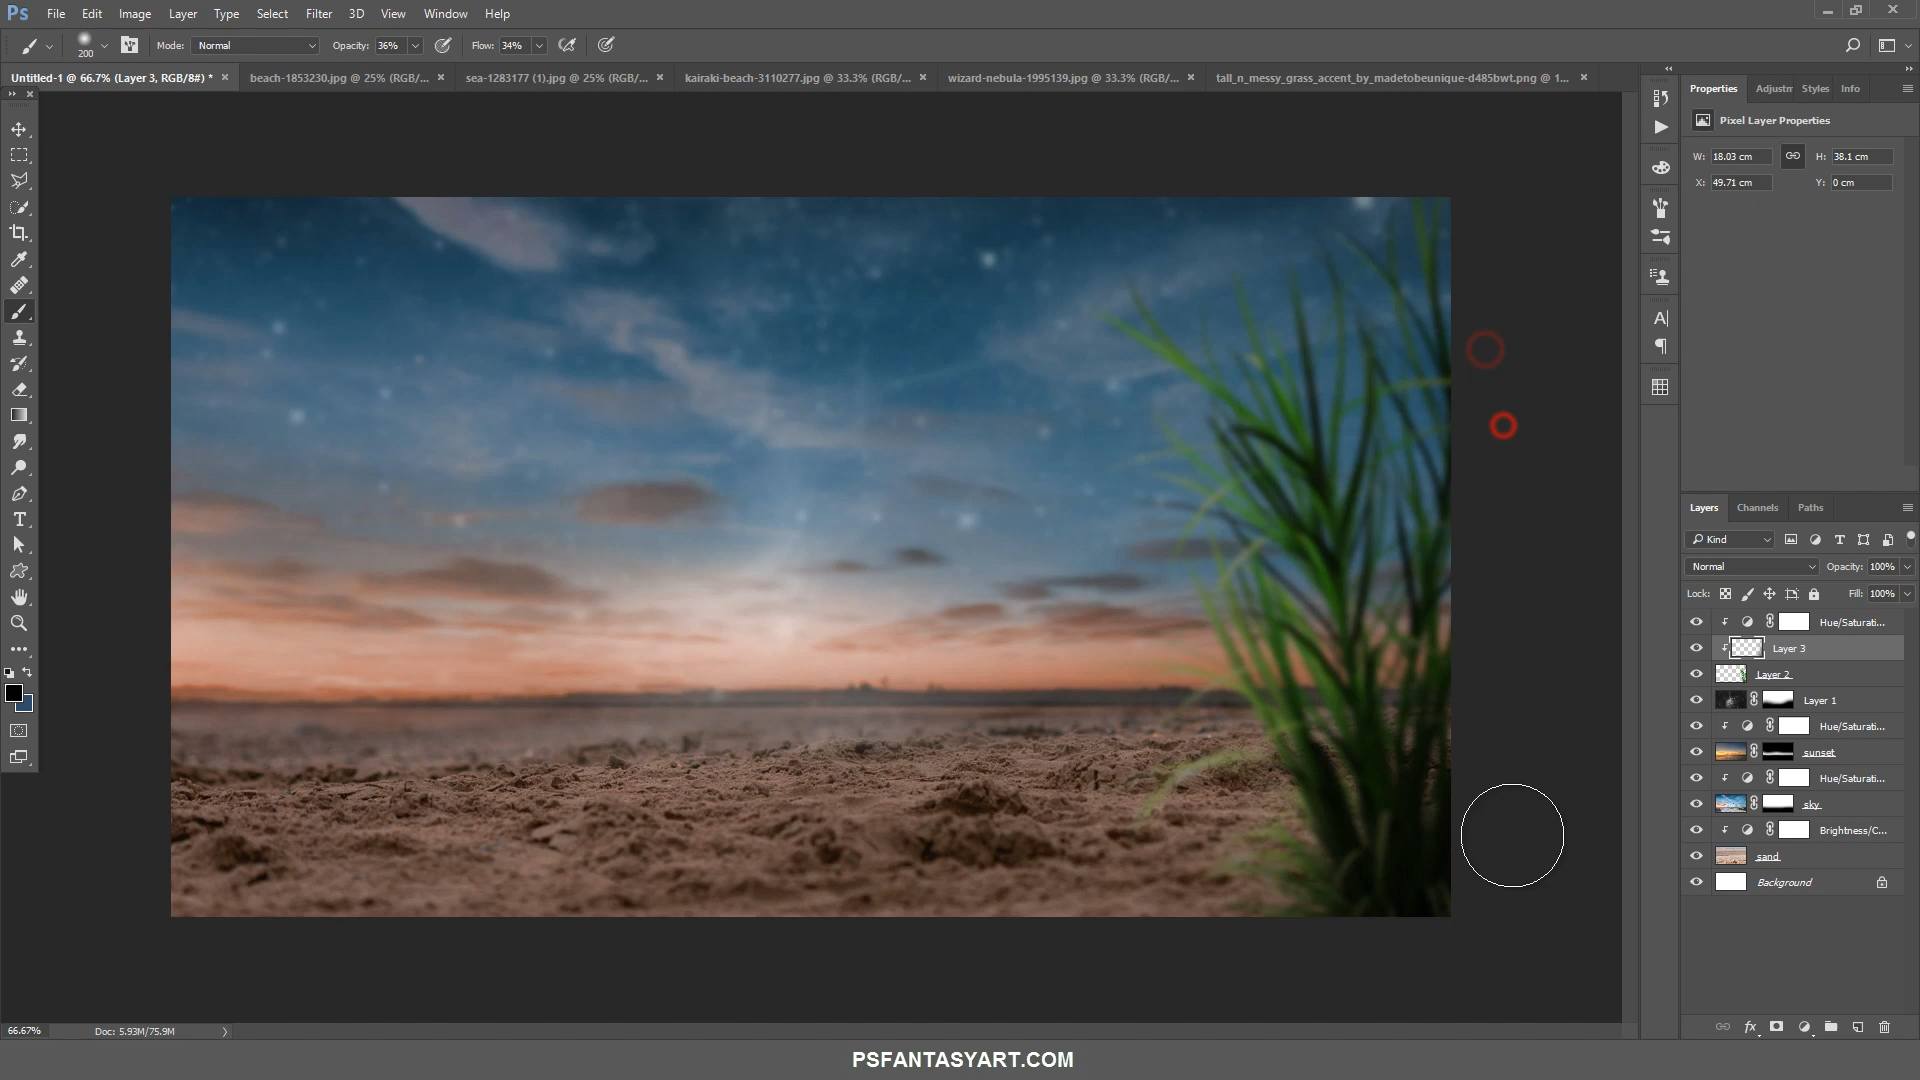 Ps File Edit Image Layer Type Select Filter 3D View Window Help
200 Mode: Normal Opacity: 36% Flow: 34%
Untitled-1 @ 66.7% (Layer 3, RGB/8#) * beach-1853230.jpg @ 25% (RGB/... sea-1283177 (1).jpg @ 25% (RGB/... kairaki-beach-3110277.jpg @ 33.3% (RGB/... wizard-nebula-1995139.jpg @ 33.3% (RGB/... tall_n_messy_grass_accent_by_madetobeunique-d485bwt.png @ 1...
Properties Adjustm Styles Info
Pixel Layer Properties
W: 18.03 cm H: 38.1 cm
X: 49.71 cm Y: 0 cm
Layers Channels Paths
Kind
Normal Opacity: 100%
Lock: Fill: 100%
Hue/Saturati...
Layer 3
Layer 2
Layer 1
Hue/Saturati...
sunset
Hue/Saturati...
sky
Brightness/C...
sand
Background
66.67% Doc: 5.93M/75.9M
PSFANTASYART.COM